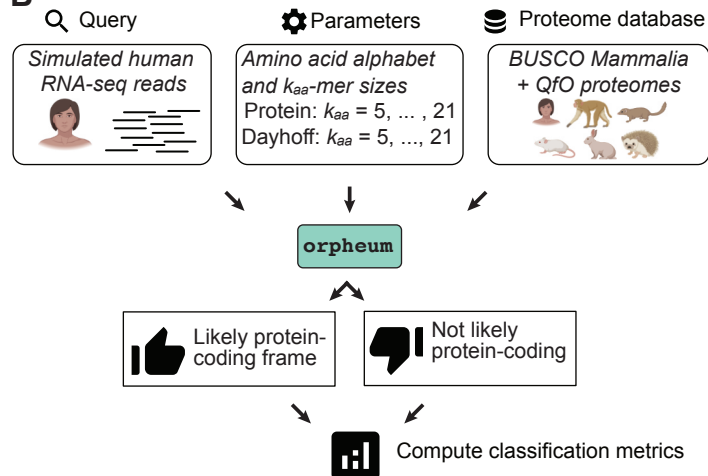 B
Query
Parameters
Proteome database
Simulated human
RNA-seq reads
Amino acid alphabet
and kaa-mer sizes
Protein: kaa = 5, ... , 21
Dayhoff: kaa = 5, ..., 21
BUSCO Mammalia
+ QfO proteomes
orpheum
Likely protein-
coding frame
Not likely
protein-coding
Compute classification metrics